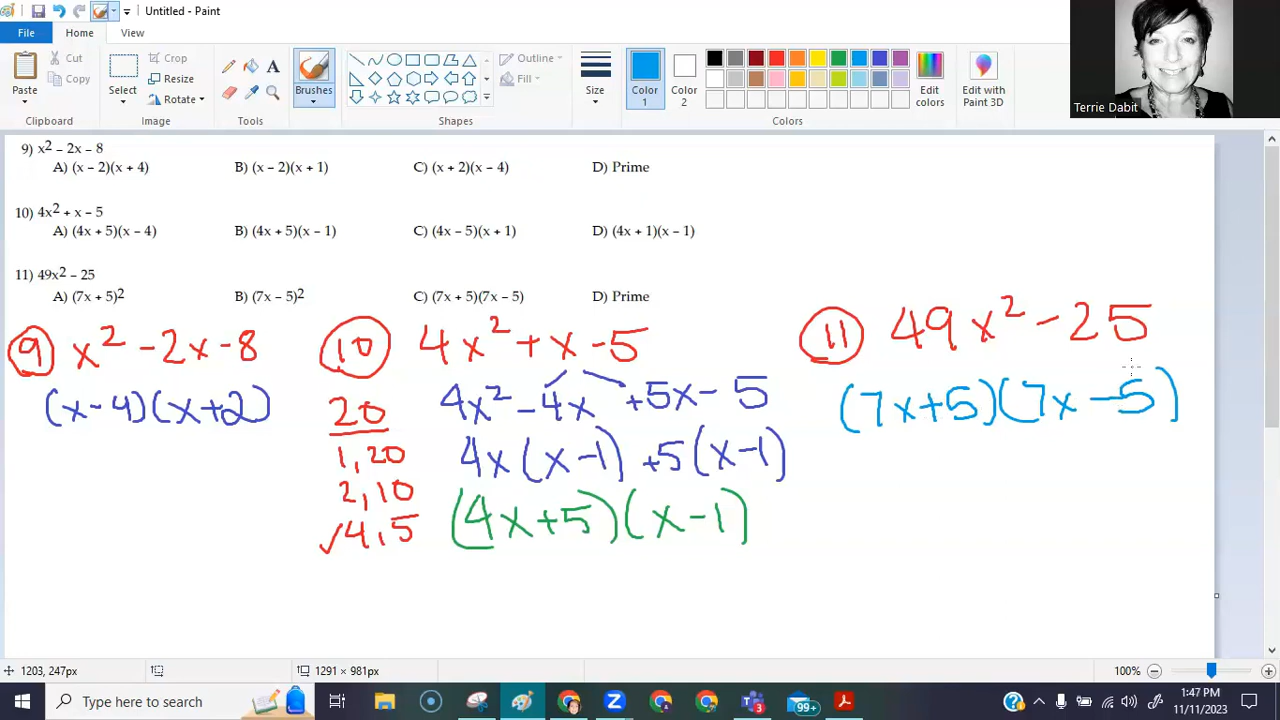 Untitled - Paint
File Home View
Paste
Cut
Copy
Clipboard
Select
Crop
Resize
Rotate
Image
A
Tools
Brushes
Outline
Fill
Shapes
Size
Color 1
Color 2
Edit colors
Edit with Paint 3D
Colors
Terrie Dabit
9) x² – 2x – 8
A) (x – 2)(x + 4) B) (x – 2)(x + 1) C) (x + 2)(x – 4) D) Prime
10) 4x² + x – 5
A) (4x + 5)(x – 4) B) (4x + 5)(x – 1) C) (4x – 5)(x + 1) D) (4x + 1)(x – 1)
11) 49x² – 25
A) (7x + 5)² B) (7x – 5)² C) (7x + 5)(7x – 5) D) Prime
9 x² -2x -8
(x-4)(x+2)
10 4x² + x -5
20
1, 20
2, 10
✓4, 5
4x² -4x +5x - 5
4x(x-1) +5(x-1)
(4x+5)(x-1)
11 49x² - 25
(7x+5)(7x-5)
1203, 247px
1291 × 981px
100%
Type here to search
3
99+
1:47 PM
11/11/2023